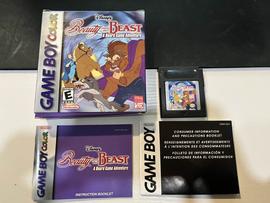 GAME BOY COLOR
Disney's
Beauty and the BEAST
A Board Game Adventure
E
GAME BOY COLOR
Disney's
Beauty and the BEAST
A Board Game Adventure
INSTRUCTION BOOKLET
GAME BOY
CONSUMER INFORMATION
AND PRECAUTIONS BOOKLET
RENSEIGNEMENTS ET AVERTISSEMENTS
À L'INTENTION DES CONSOMMATEURS
FOLLETO DE INFORMACIÓN Y
PRECAUCIONES PARA EL CONSUMIDOR